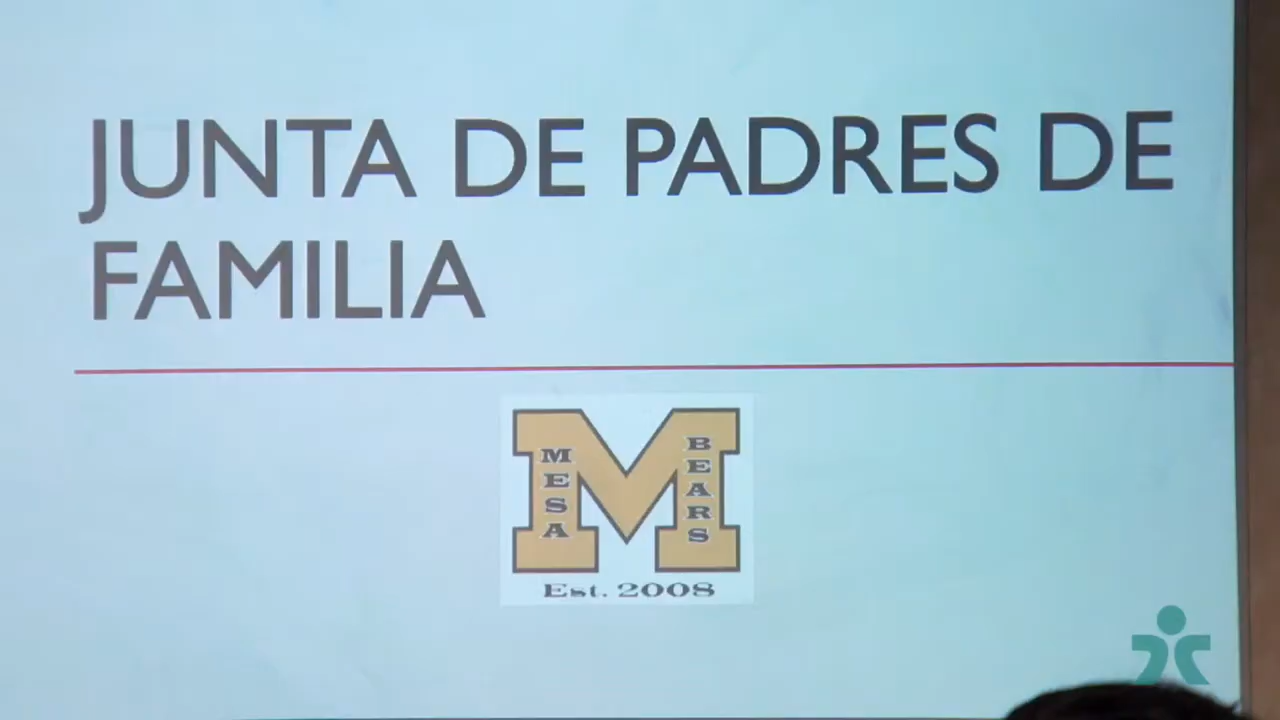 JUNTA DE PADRES DE
FAMILIA
MESA
BEARS
Est. 2008